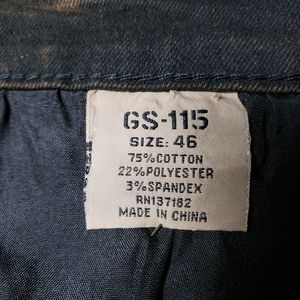 GS-115
SIZE: 46
75%COTTON
22%POLYESTER
3%SPANDEX
RN137182
MADE IN CHINA